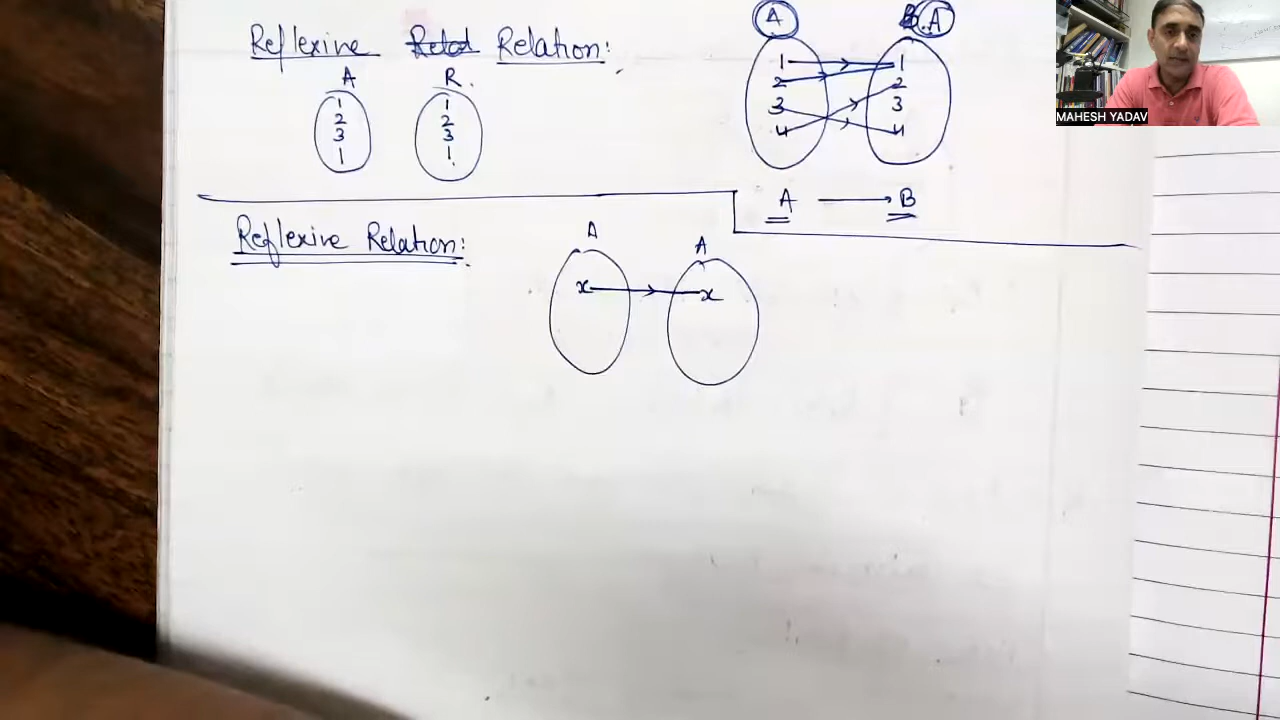 Reflexive Relation:
A R.
1 1
2 2
3 3
1 1
A A
1 1
2 2
3 3
4 4
A B
Reflexive Relation:
A A
x x
MAHESH YADAV